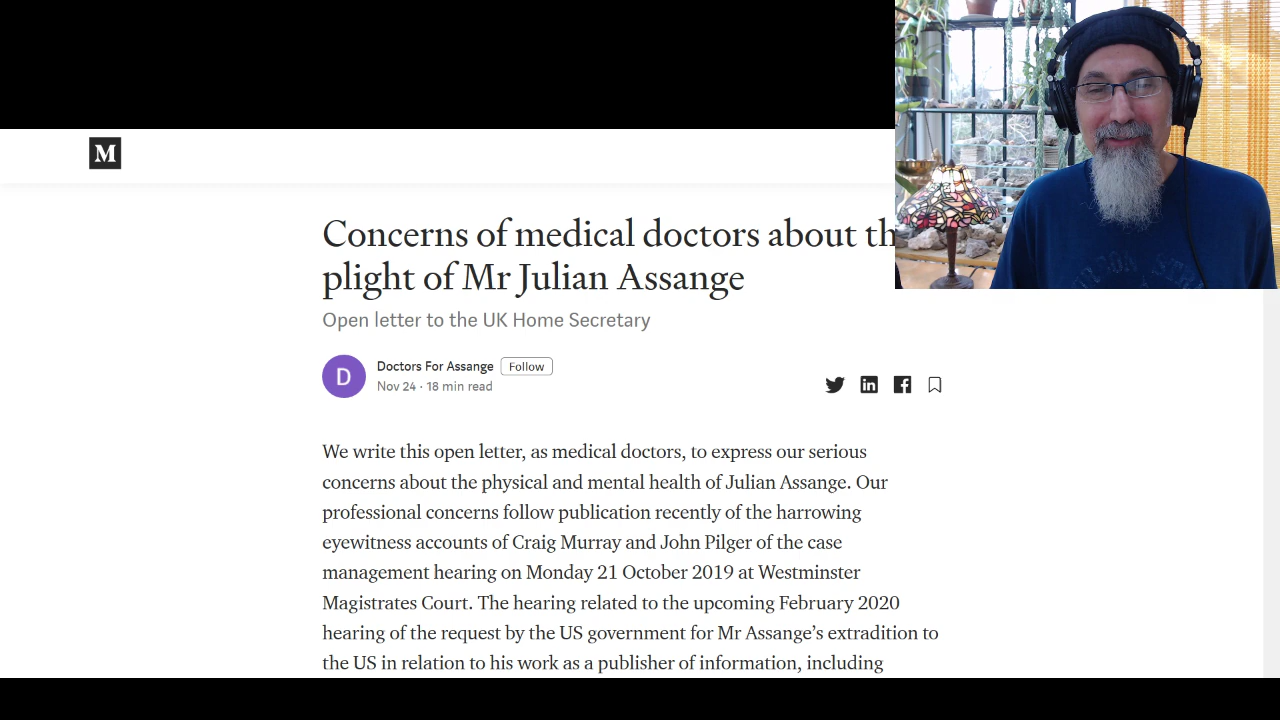 M
Concerns of medical doctors about th
plight of Mr Julian Assange
Open letter to the UK Home Secretary
D
Doctors For Assange Follow
Nov 24 · 18 min read
We write this open letter, as medical doctors, to express our serious
concerns about the physical and mental health of Julian Assange. Our
professional concerns follow publication recently of the harrowing
eyewitness accounts of Craig Murray and John Pilger of the case
management hearing on Monday 21 October 2019 at Westminster
Magistrates Court. The hearing related to the upcoming February 2020
hearing of the request by the US government for Mr Assange’s extradition to
the US in relation to his work as a publisher of information, including